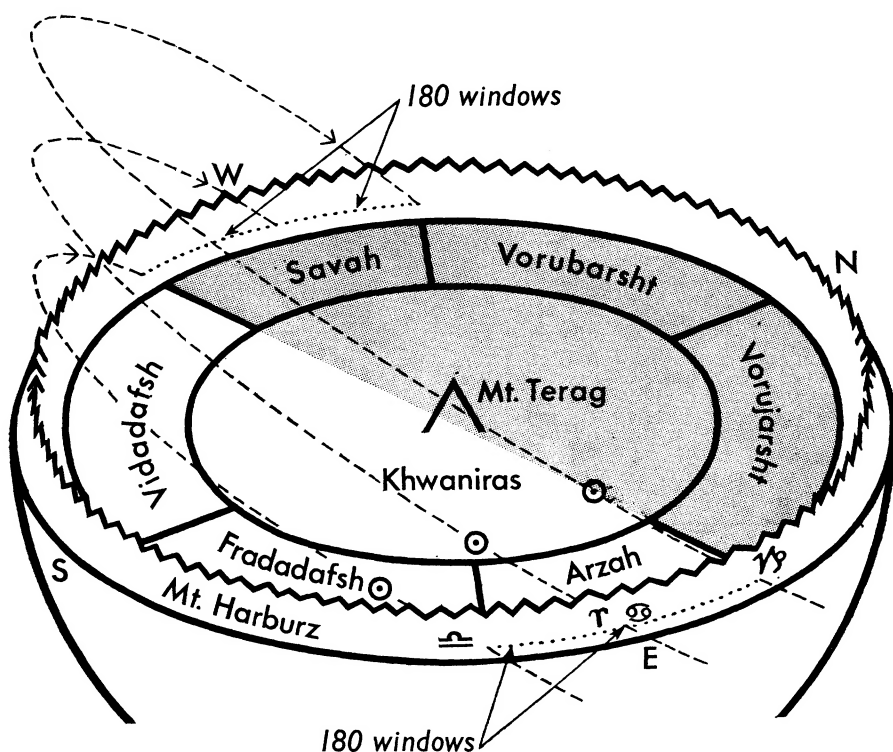 180 windows
W
N
Savah
Vorubarsht
Vorujarsht
Mt. Terag
Vidadafsh
Khwaniras
Fradadafsh
Arzah
S
Mt. Harburz
♎
♈ ♋
♑
E
180 windows